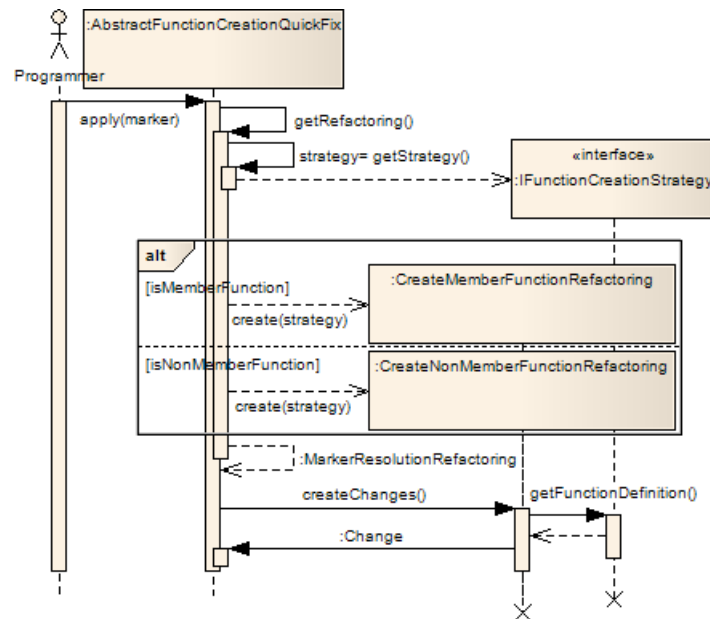 :AbstractFunctionCreationQuickFix
Programmer
apply(marker)
getRefactoring()
strategy= getStrategy()
«interface»
:IFunctionCreationStrategy
alt
[isMemberFunction]
:CreateMemberFunctionRefactoring
create(strategy)
[isNonMemberFunction]
:CreateNonMemberFunctionRefactoring
create(strategy)
:MarkerResolutionRefactoring
createChanges()
getFunctionDefinition()
:Change